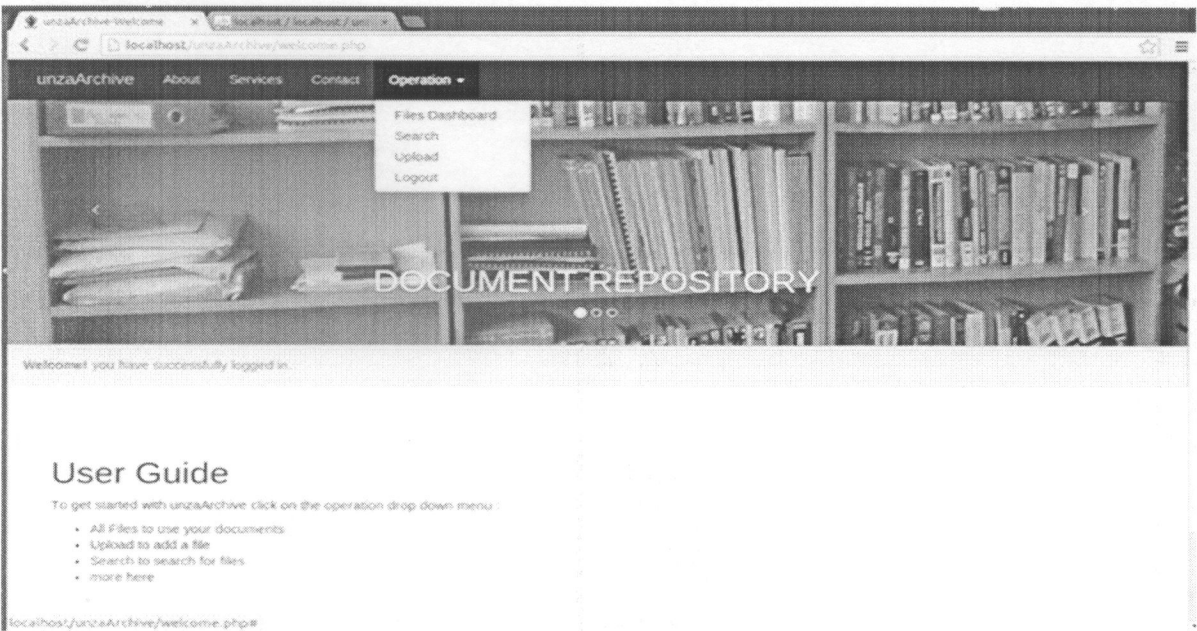 unzaArchive-Welcome × localhost / localhost / un: ×
localhost/unzaArchive/welcome.php
unzaArchive About Services Contact Operation
Files Dashboard
Search
Upload
Logout
DOCUMENT REPOSITORY
Welcome! you have successfully logged in.
User Guide
To get started with unzaArchive click on the operation drop down menu :
• All Files to use your documents
• Upload to add a file
• Search to search for files
• more here
localhost/unzaArchive/welcome.php#